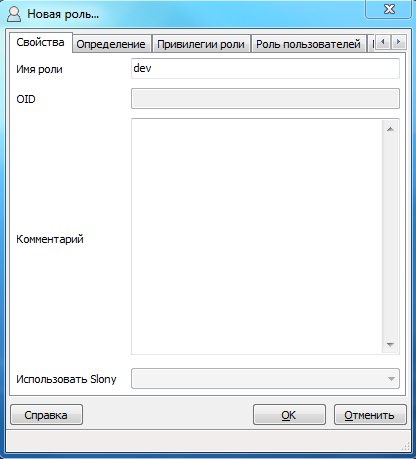 Новая роль...
Свойства Определение Привилегии роли Роль пользователей
Имя роли dev
OID
Комментарий
Использовать Slony
Справка OK Отменить